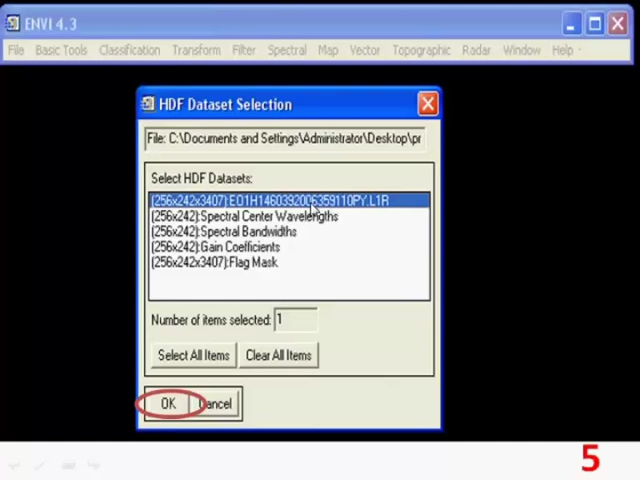 ENVI 4.3
File Basic Tools Classification Transform Filter Spectral Map Vector Topographic Radar Window Help
HDF Dataset Selection
File: C:\Documents and Settings\Administrator\Desktop\pr
Select HDF Datasets:
(256x242x3407):EO1H1460392006359110PY.L1R
(256x242):Spectral Center Wavelengths
(256x242):Spectral Bandwidths
(256x242):Gain Coefficients
(256x242x3407):Flag Mask
Number of items selected: 1
Select All Items Clear All Items
OK Cancel
5